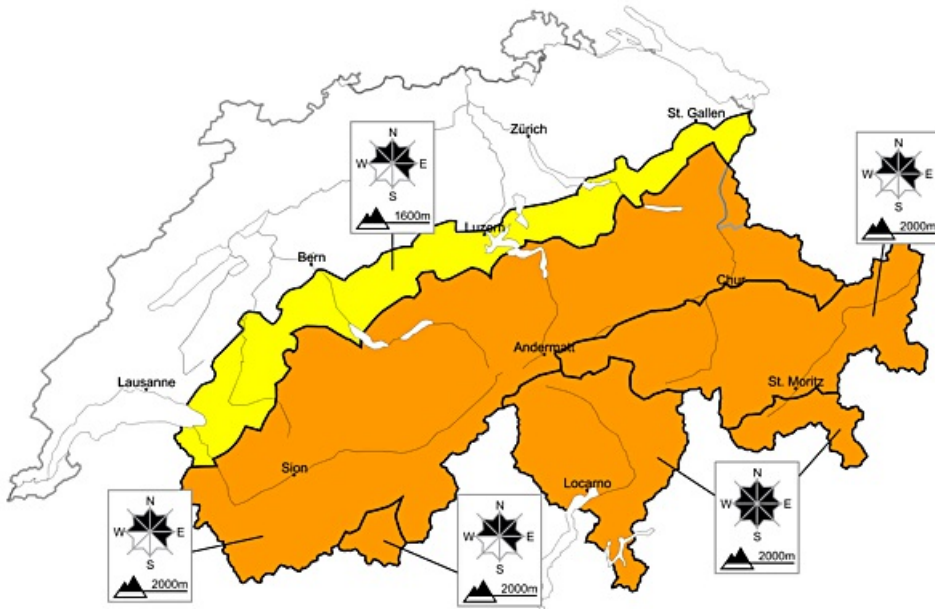 St. Gallen
Zürich
N
W E
S
1600m
N
W E
S
2000m
Luzern
Bern
Chur
Andermatt
Lausanne
St. Moritz
Sion
Locarno
N
W E
S
2000m
N
W E
S
2000m
N
W E
S
2000m